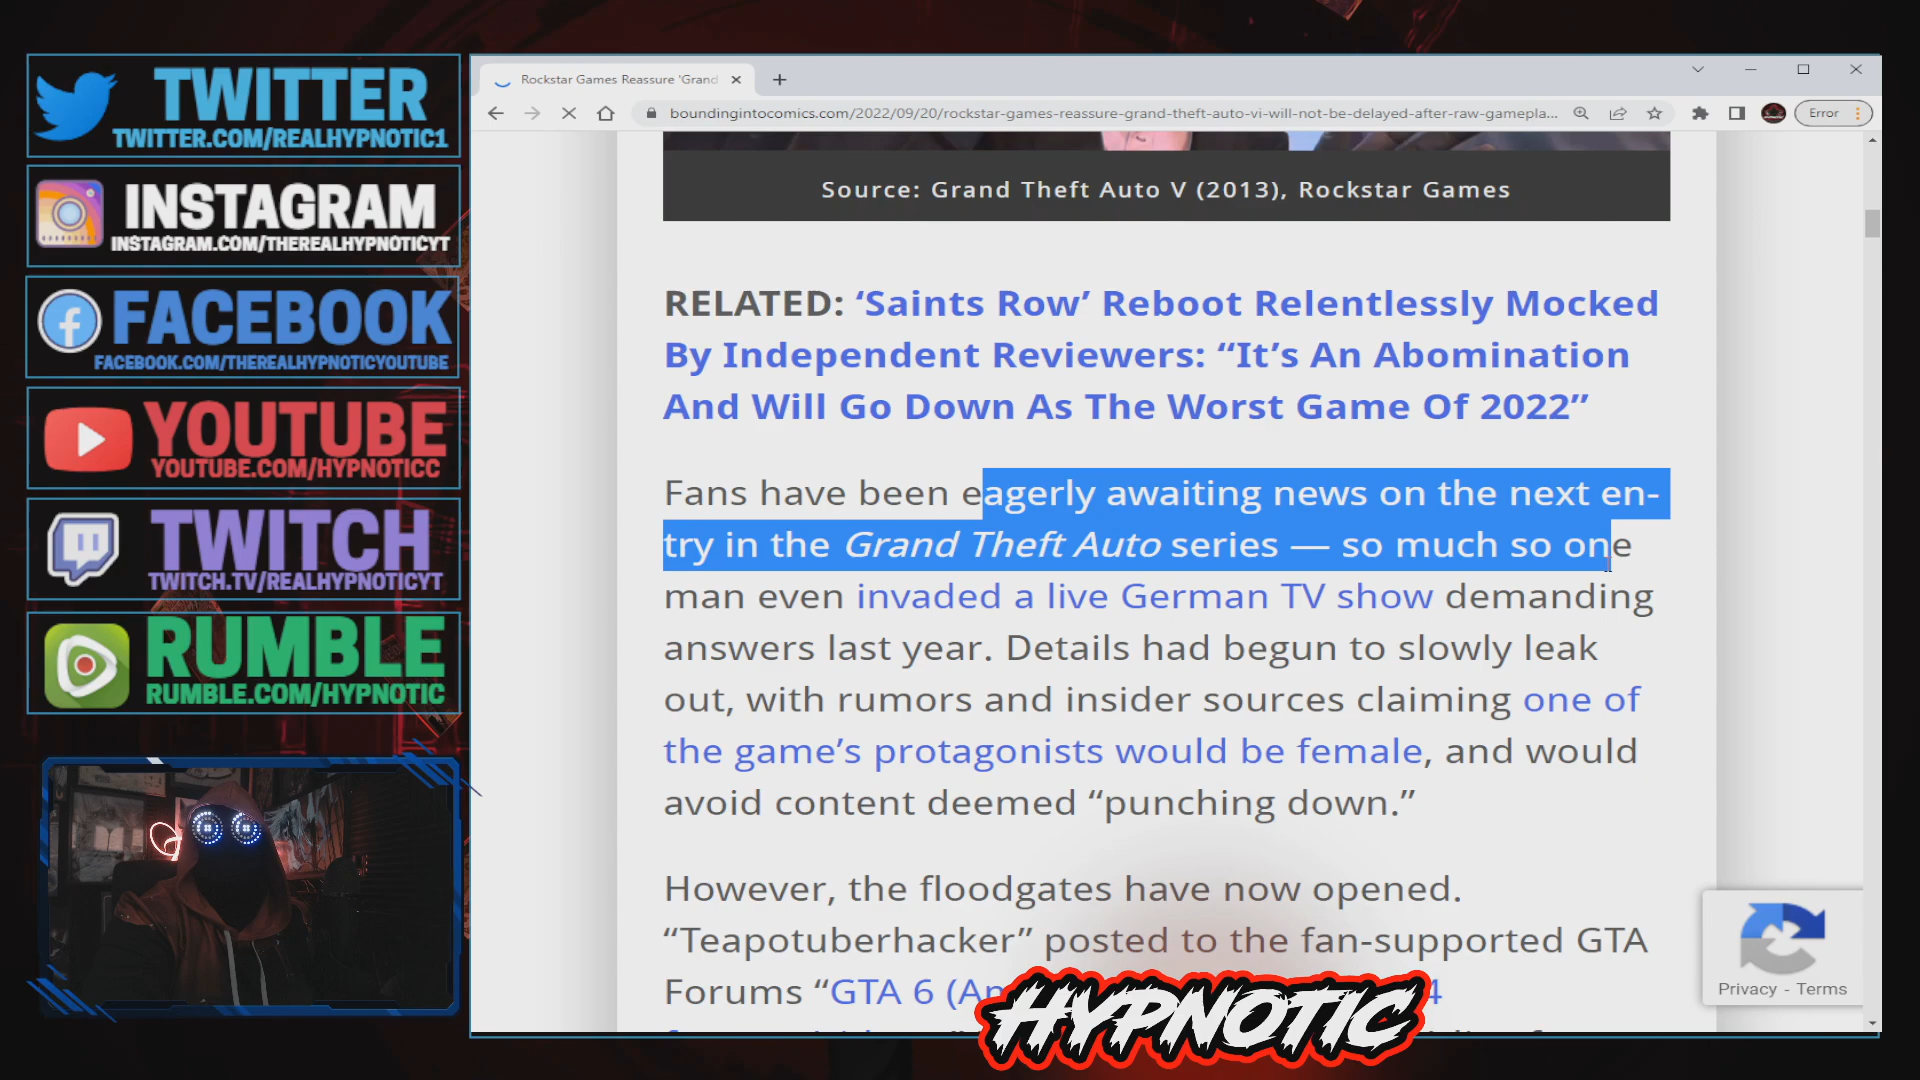 TWITTER
TWITTER.COM/REALHYPNOTIC1
INSTAGRAM
INSTAGRAM.COM/THEREALHYPNOTICYT
FACEBOOK
FACEBOOK.COM/THEREALHYPNOTICYOUTUBE
YOUTUBE
YOUTUBE.COM/HYPNOTICC
TWITCH
TWITCH.TV/REALHYPNOTICYT
RUMBLE
RUMBLE.COM/HYPNOTIC
Rockstar Games Reassure 'Grand
boundingintocomics.com/2022/09/20/rockstar-games-reassure-grand-theft-auto-vi-will-not-be-delayed-after-raw-gamepla...
Error
Source: Grand Theft Auto V (2013), Rockstar Games
RELATED: ‘Saints Row’ Reboot Relentlessly Mocked
By Independent Reviewers: “It’s An Abomination
And Will Go Down As The Worst Game Of 2022”
Fans have been eagerly awaiting news on the next en-
try in the Grand Theft Auto series — so much so one
man even invaded a live German TV show demanding
answers last year. Details had begun to slowly leak
out, with rumors and insider sources claiming one of
the game’s protagonists would be female, and would
avoid content deemed “punching down.”
However, the floodgates have now opened.
“Teapotuberhacker” posted to the fan-supported GTA
Forums “GTA 6 (Am
Privacy - Terms
HYPNOTIC